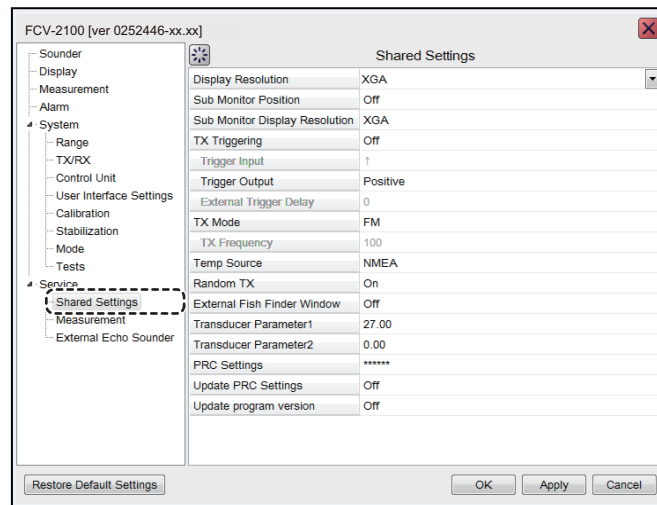 FCV-2100 [ver 0252446-xx.xx]
Sounder
Display
Measurement
Alarm
System
Range
TX/RX
Control Unit
User Interface Settings
Calibration
Stabilization
Mode
Tests
Service
Shared Settings
Measurement
External Echo Sounder
Shared Settings
Display Resolution XGA
Sub Monitor Position Off
Sub Monitor Display Resolution XGA
TX Triggering Off
Trigger Input ↑
Trigger Output Positive
External Trigger Delay 0
TX Mode FM
TX Frequency 100
Temp Source NMEA
Random TX On
External Fish Finder Window Off
Transducer Parameter1 27.00
Transducer Parameter2 0.00
PRC Settings ******
Update PRC Settings Off
Update program version Off
Restore Default Settings OK Apply Cancel